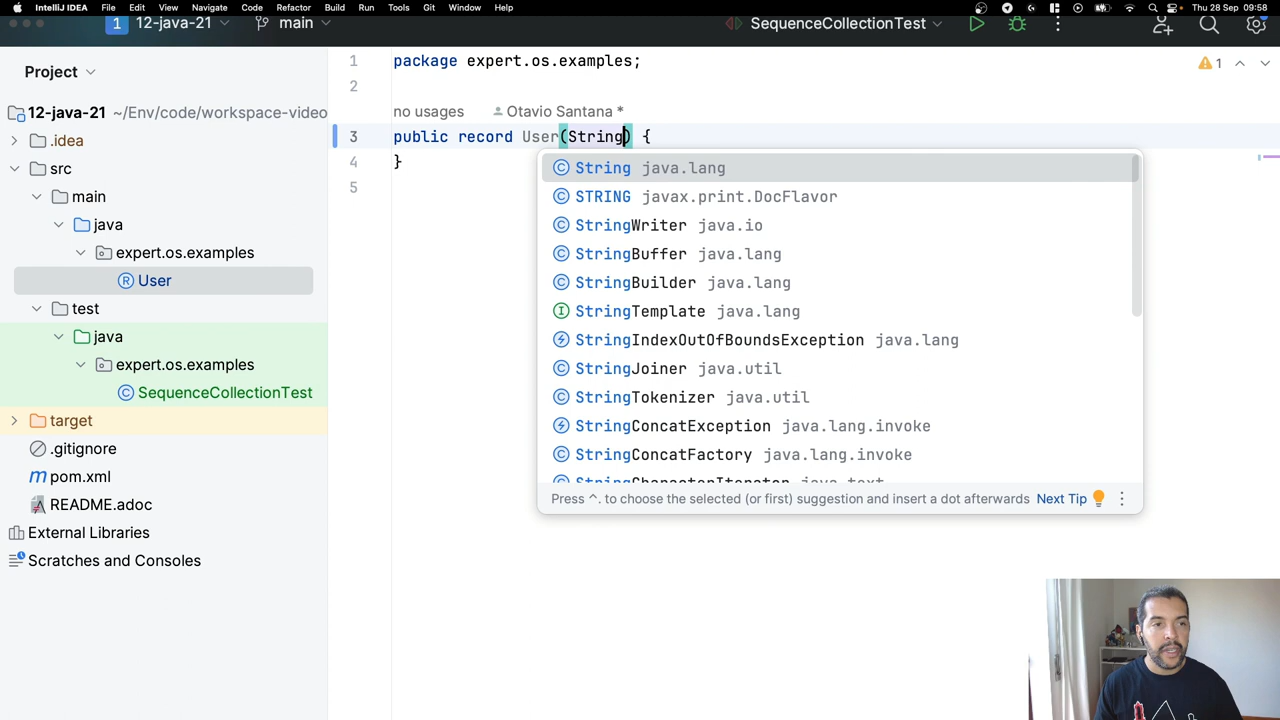 IntelliJ IDEA File Edit View Navigate Code Refactor Build Run Tools Git Window Help Thu 28 Sep 09:58
1 12-java-21 main SequenceCollectionTest
Project
12-java-21 ~/Env/code/workspace-video
.idea
src
main
java
expert.os.examples
User
test
java
expert.os.examples
SequenceCollectionTest
target
.gitignore
pom.xml
README.adoc
External Libraries
Scratches and Consoles
1 package expert.os.examples;
1
2
no usages Otavio Santana *
3 public record User(String) {
4 }
5
String java.lang
STRING javax.print.DocFlavor
StringWriter java.io
StringBuffer java.lang
StringBuilder java.lang
StringTemplate java.lang
StringIndexOutOfBoundsException java.lang
StringJoiner java.util
StringTokenizer java.util
StringConcatException java.lang.invoke
StringConcatFactory java.lang.invoke
StringCharacterIterator java.text
Press ^. to choose the selected (or first) suggestion and insert a dot afterwards Next Tip